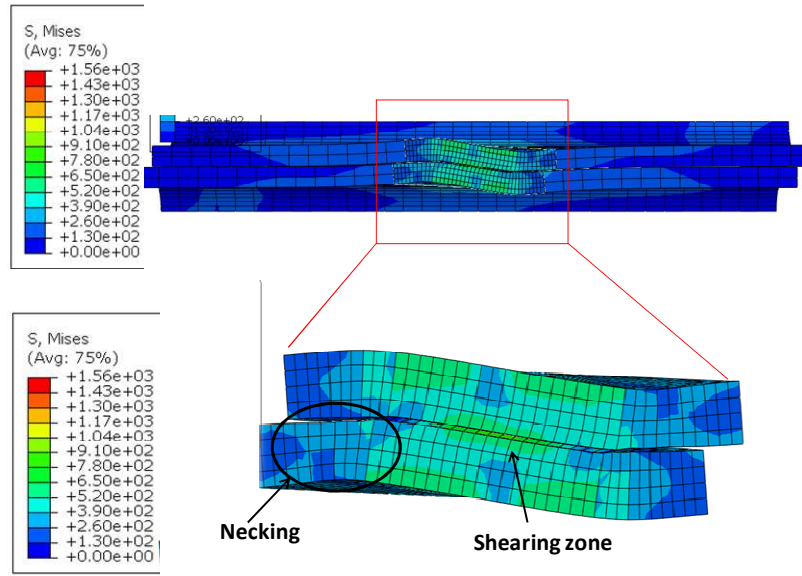 S, Mises
(Avg: 75%)
+1.56e+03
+1.43e+03
+1.30e+03
+1.17e+03
+1.04e+03
+9.10e+02
+7.80e+02
+6.50e+02
+5.20e+02
+3.90e+02
+2.60e+02
+1.30e+02
+0.00e+00
+2.60e+02
S, Mises
(Avg: 75%)
+1.56e+03
+1.43e+03
+1.30e+03
+1.17e+03
+1.04e+03
+9.10e+02
+7.80e+02
+6.50e+02
+5.20e+02
+3.90e+02
+2.60e+02
+1.30e+02
+0.00e+00
Necking
Shearing zone